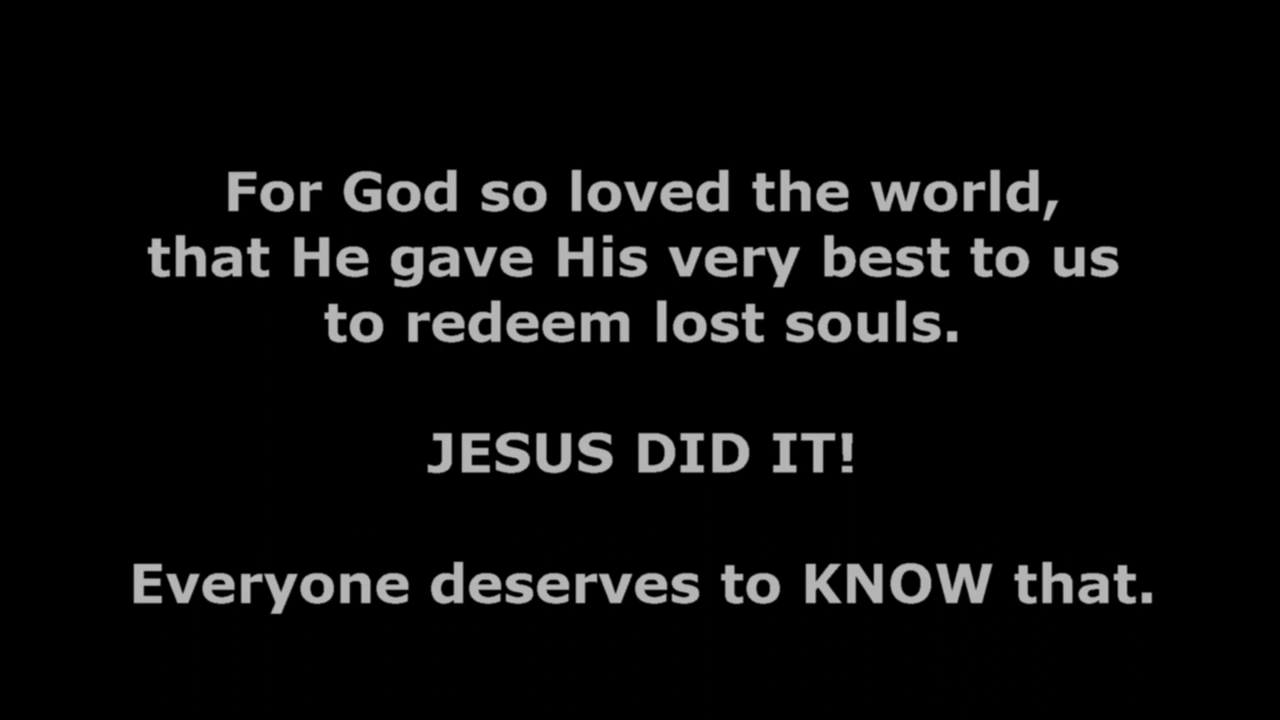 For God so loved the world,
that He gave His very best to us
to redeem lost souls.
JESUS DID IT!
Everyone deserves to KNOW that.